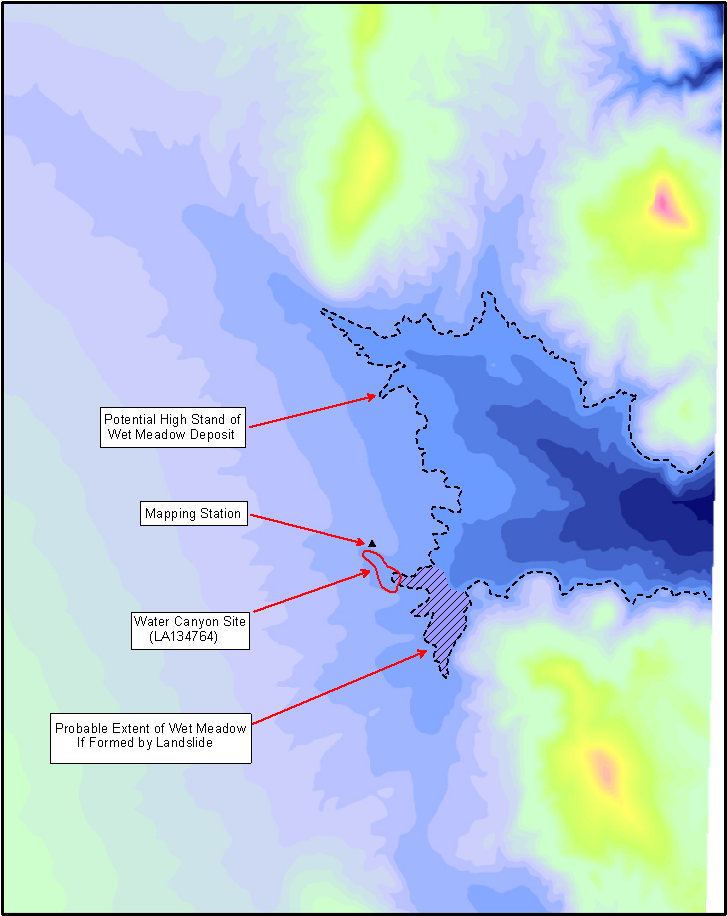 Potential High Stand of
Wet Meadow Deposit
Mapping Station
Water Canyon Site
(LA134764)
Probable Extent of Wet Meadow
If Formed by Landslide